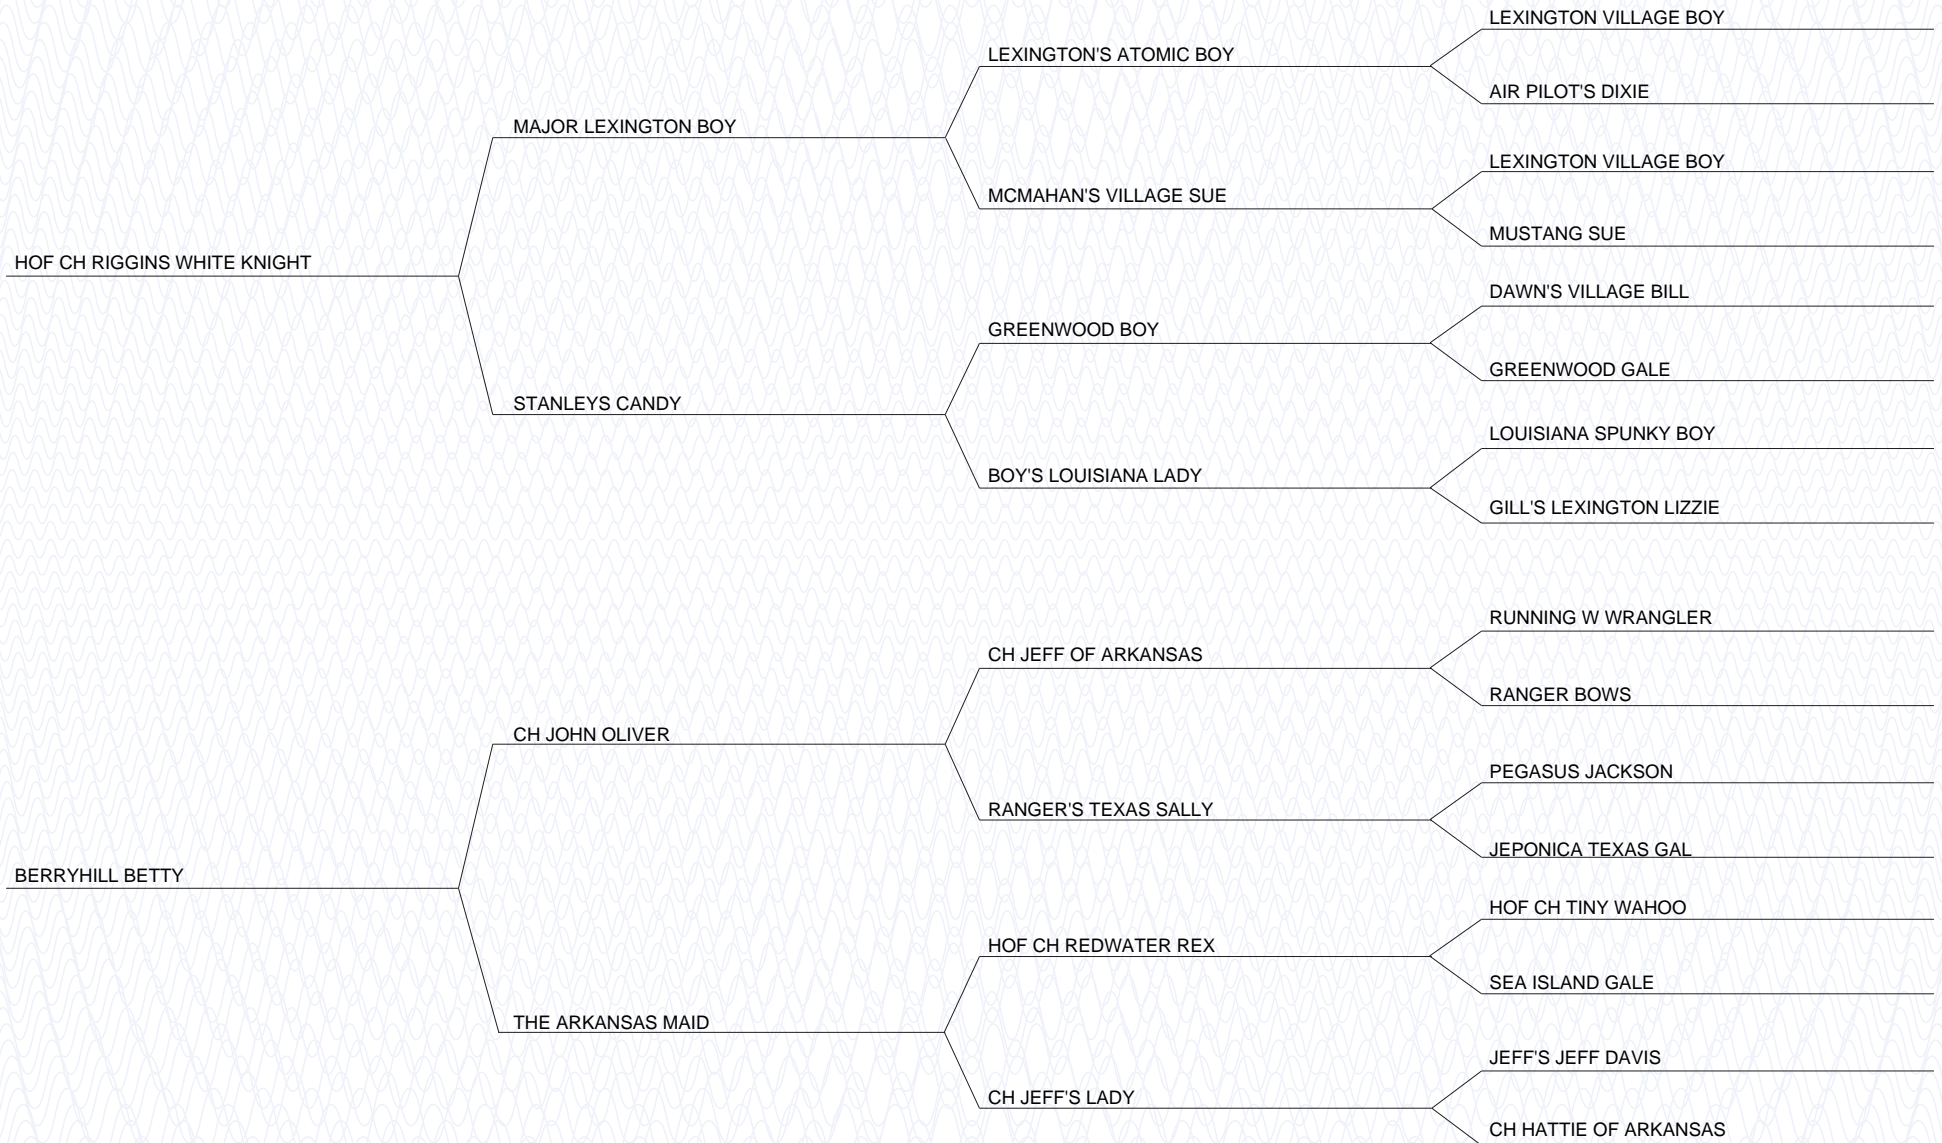 LEXINGTON VILLAGE BOY
LEXINGTON'S ATOMIC BOY
AIR PILOT'S DIXIE
MAJOR LEXINGTON BOY
LEXINGTON VILLAGE BOY
MCMAHAN'S VILLAGE SUE
MUSTANG SUE
HOF CH RIGGINS WHITE KNIGHT
DAWN'S VILLAGE BILL
GREENWOOD BOY
GREENWOOD GALE
STANLEYS CANDY
LOUISIANA SPUNKY BOY
BOY'S LOUISIANA LADY
GILL'S LEXINGTON LIZZIE
RUNNING W WRANGLER
CH JEFF OF ARKANSAS
RANGER BOWS
CH JOHN OLIVER
PEGASUS JACKSON
RANGER'S TEXAS SALLY
JEPONICA TEXAS GAL
BERRYHILL BETTY
HOF CH TINY WAHOO
HOF CH REDWATER REX
SEA ISLAND GALE
THE ARKANSAS MAID
JEFF'S JEFF DAVIS
CH JEFF'S LADY
CH HATTIE OF ARKANSAS